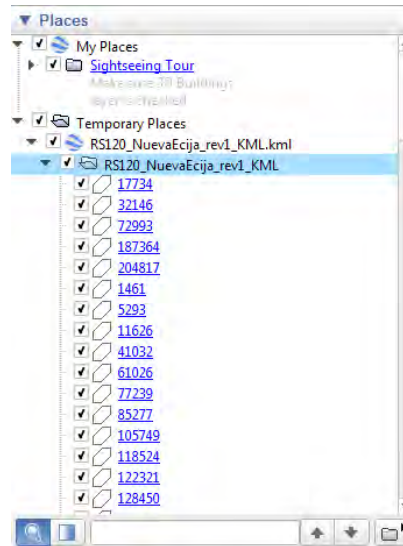 Places
My Places
Sightseeing Tour
Make sure 3D Buildings
layer is checked
Temporary Places
RS120_NuevaEcija_rev1_KML.kml
RS120_NuevaEcija_rev1_KML
17734
32146
72993
187364
204817
1461
5293
11626
41032
61026
77239
85277
105749
118524
122321
128450